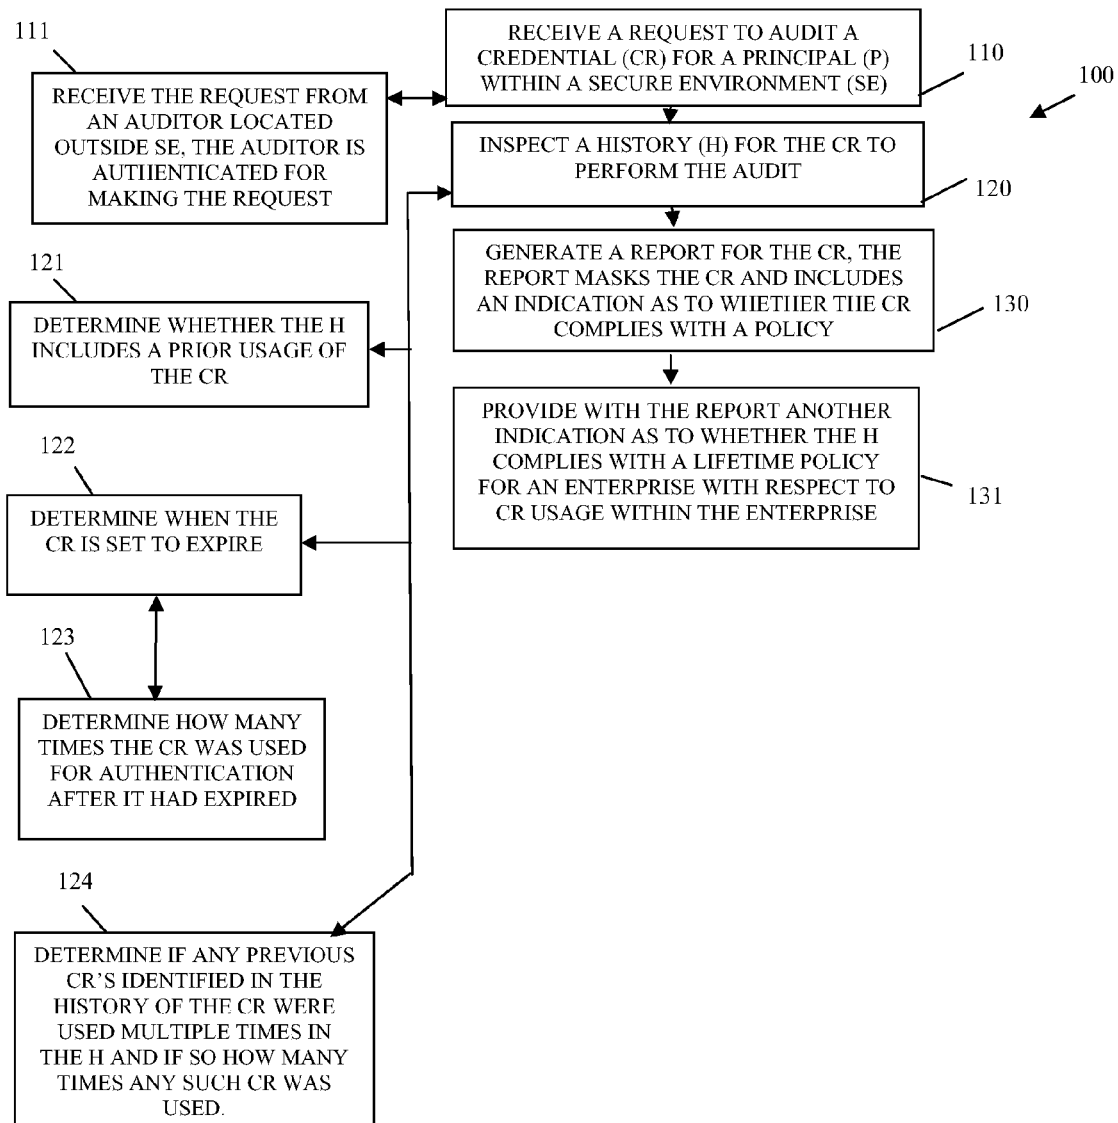 111
RECEIVE A REQUEST TO AUDIT A
CREDENTIAL (CR) FOR A PRINCIPAL (P)
WITHIN A SECURE ENVIRONMENT (SE)
110
100
RECEIVE THE REQUEST FROM
AN AUDITOR LOCATED
OUTSIDE SE, THE AUDITOR IS
AUTHENTICATED FOR
MAKING THE REQUEST
INSPECT A HISTORY (H) FOR THE CR TO
PERFORM THE AUDIT
120
GENERATE A REPORT FOR THE CR, THE
REPORT MASKS THE CR AND INCLUDES
AN INDICATION AS TO WHETHER THE CR
COMPLIES WITH A POLICY
130
121
DETERMINE WHETHER THE H
INCLUDES A PRIOR USAGE OF
THE CR
PROVIDE WITH THE REPORT ANOTHER
INDICATION AS TO WHETHER THE H
COMPLIES WITH A LIFETIME POLICY
FOR AN ENTERPRISE WITH RESPECT TO
CR USAGE WITHIN THE ENTERPRISE
131
122
DETERMINE WHEN THE
CR IS SET TO EXPIRE
123
DETERMINE HOW MANY
TIMES THE CR WAS USED
FOR AUTHENTICATION
AFTER IT HAD EXPIRED
124
DETERMINE IF ANY PREVIOUS
CR'S IDENTIFIED IN THE
HISTORY OF THE CR WERE
USED MULTIPLE TIMES IN
THE H AND IF SO HOW MANY
TIMES ANY SUCH CR WAS
USED.